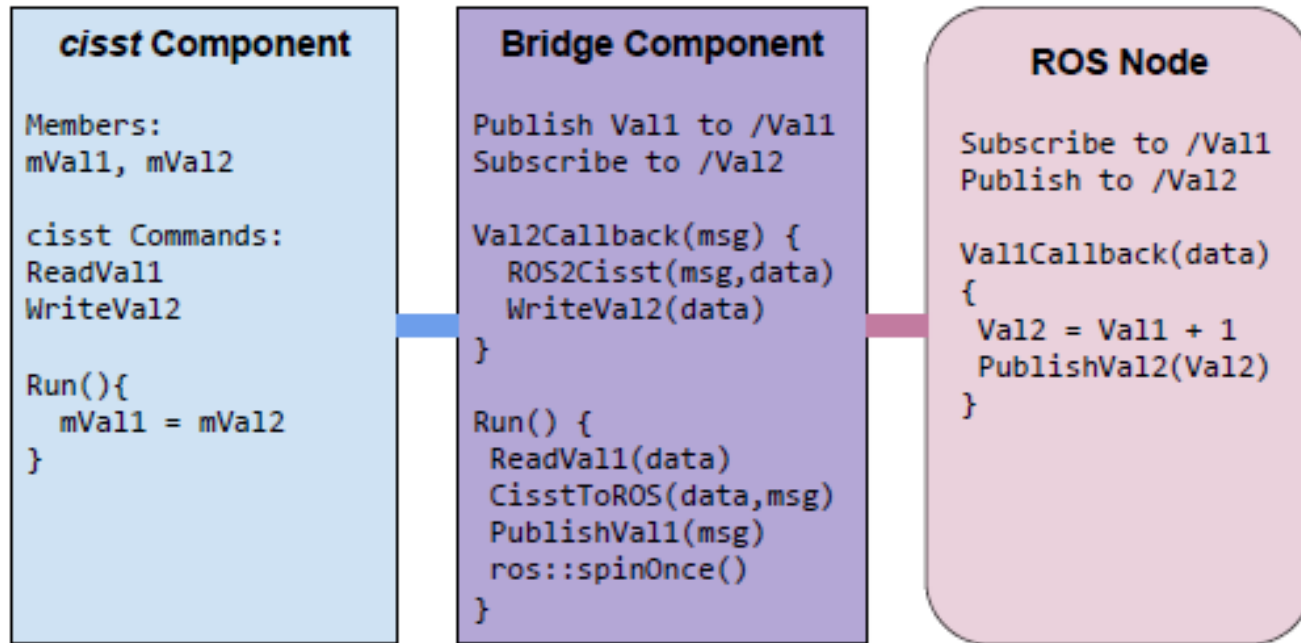 cisst Component
Members:
mVal1, mVal2
cisst Commands:
ReadVal1
WriteVal2
Run(){
mVal1 = mVal2
}
Bridge Component
Publish Val1 to /Val1
Subscribe to /Val2
Val2Callback(msg) {
ROS2Cisst(msg,data)
WriteVal2(data)
}
Run() {
ReadVal1(data)
CisstToROS(data,msg)
PublishVal1(msg)
ros::spinOnce()
}
ROS Node
Subscribe to /Val1
Publish to /Val2
Val1Callback(data)
{
Val2 = Val1 + 1
PublishVal2(Val2)
}